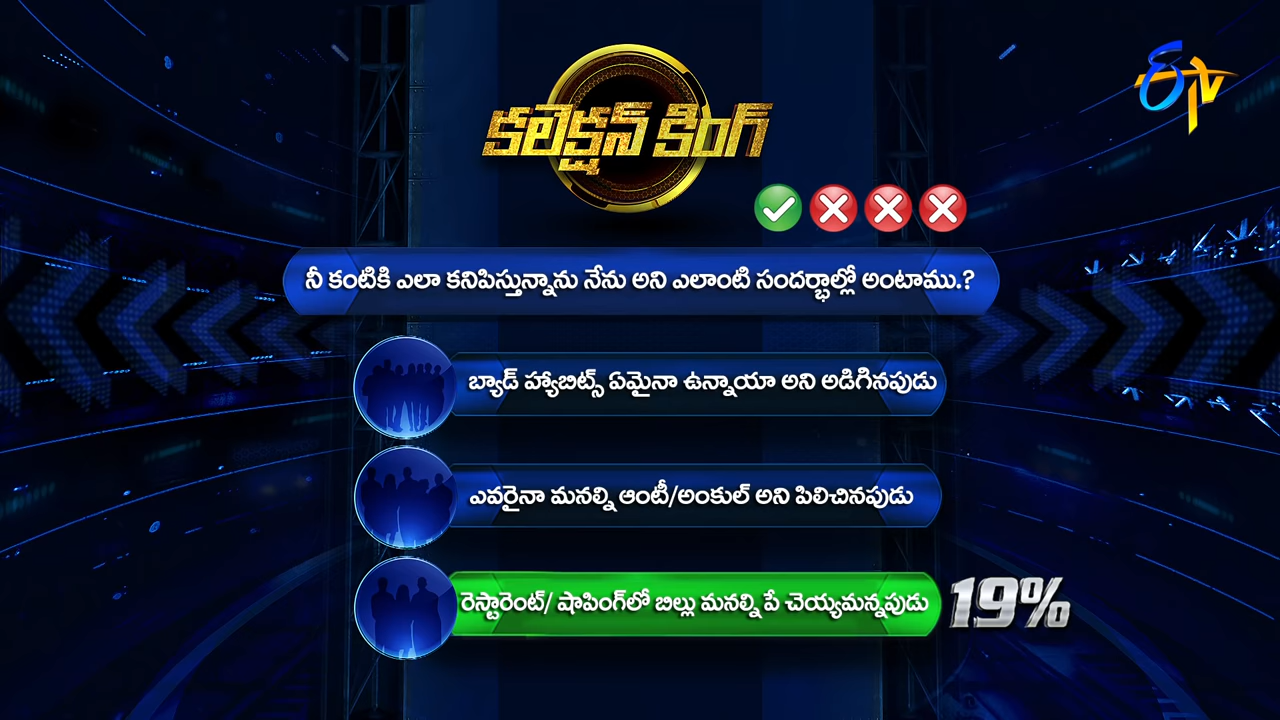 ETV
కలెక్షన్ కింగ్
నీ కంటికి ఎలా కనిపిస్తున్నాను నేను అని ఎలాంటి సందర్భాల్లో అంటాము.?
బ్యాడ్ హ్యాబిట్స్ ఏమైనా ఉన్నాయా అని అడిగినపుడు
ఎవరైనా మనల్ని ఆంటీ/అంకుల్ అని పిలిచినపుడు
రెస్టారెంట్/ షాపింగ్‌లో బిల్లు మనల్ని పే చెయ్యమన్నపుడు 19%